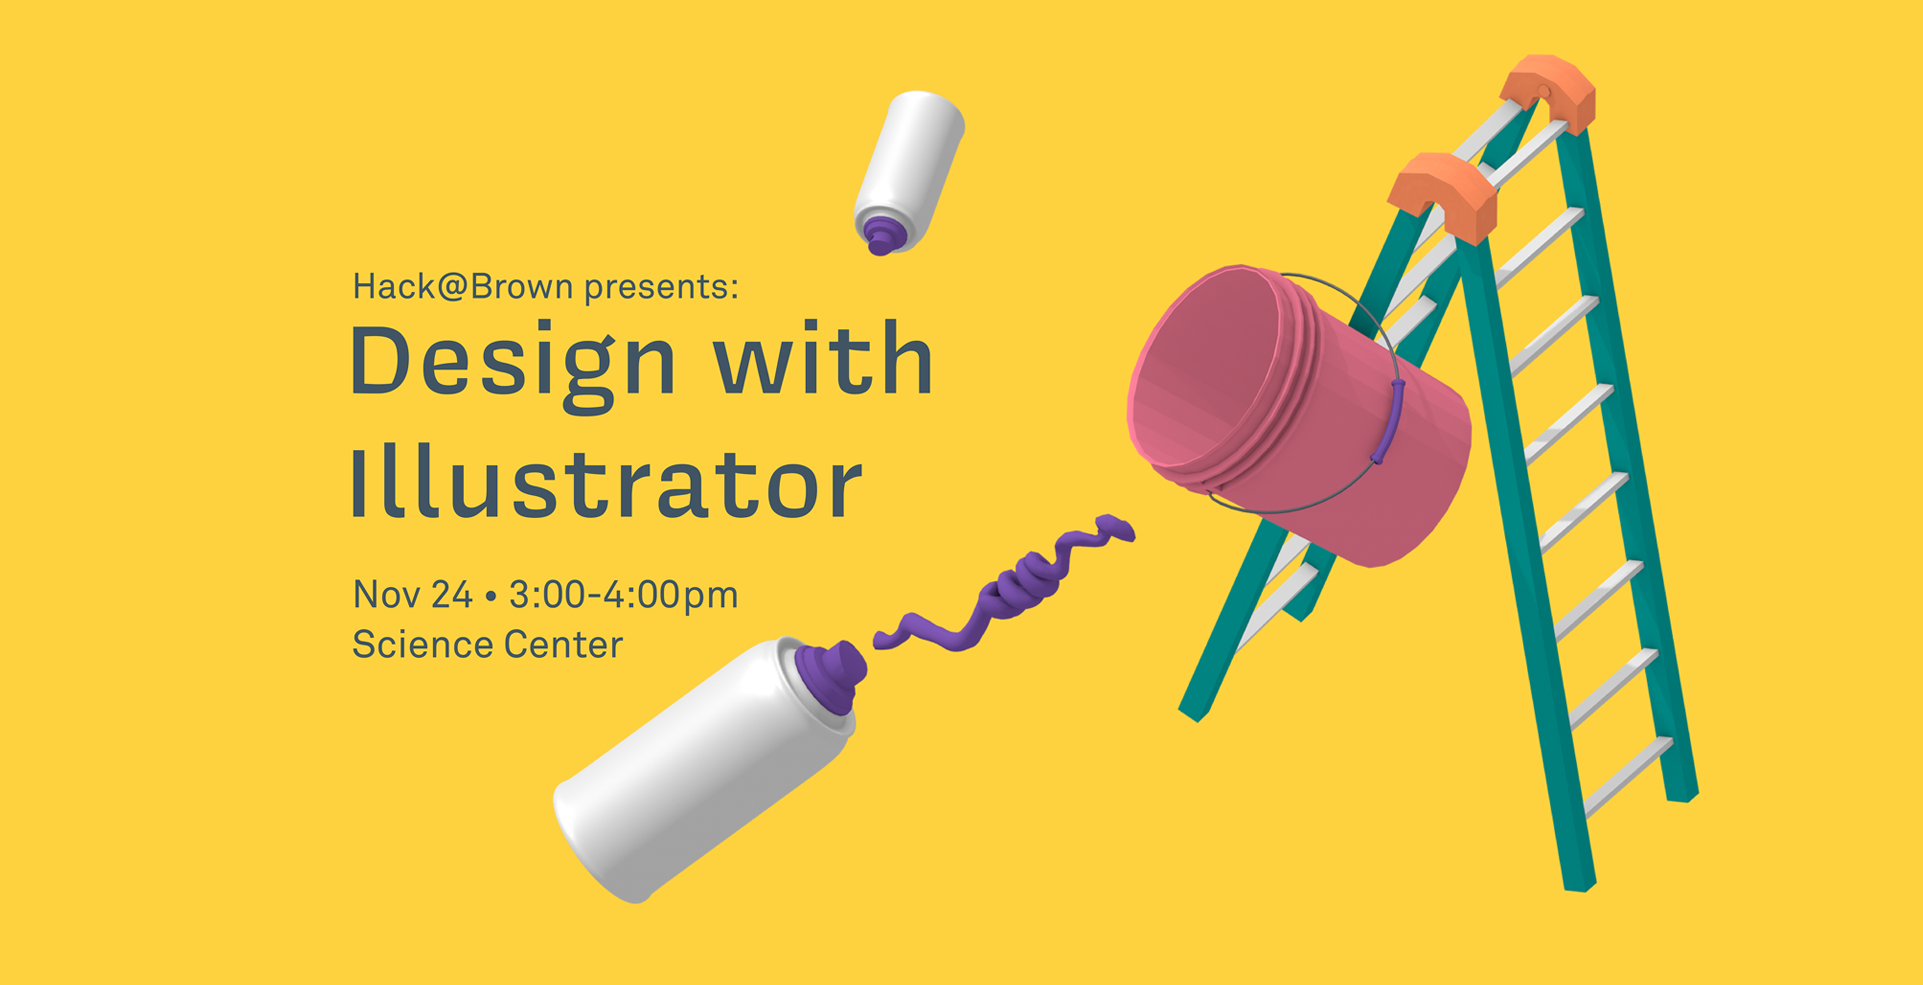 Hack@Brown presents:
Design with
Illustrator
Nov 24 • 3:00-4:00pm
Science Center